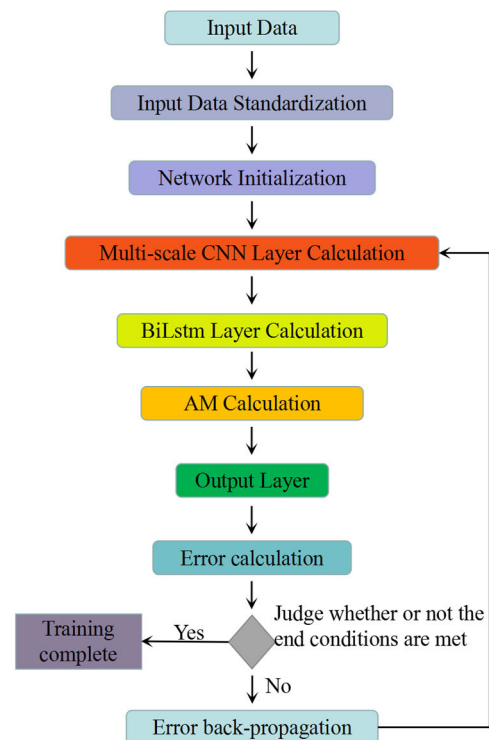 Input Data
Input Data Standardization
Network Initialization
Multi-scale CNN Layer Calculation
BiLstm Layer Calculation
AM Calculation
Output Layer
Error calculation
Judge whether or not the
end conditions are met
Yes
Training
complete
No
Error back-propagation